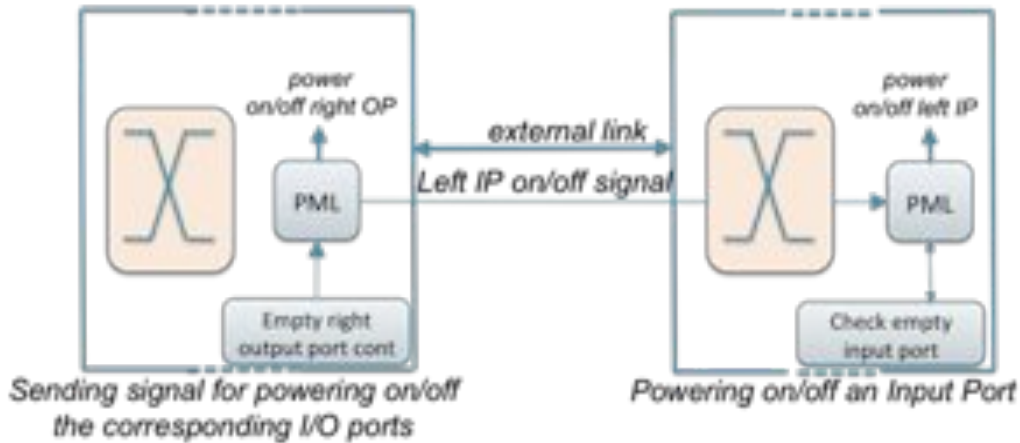 power
on/off right OP
PML
Empty right
output port cont
external link
Left IP on/off signal
power
on/off left IP
PML
Check empty
input port
Sending signal for powering on/off
the corresponding I/O ports
Powering on/off an Input Port